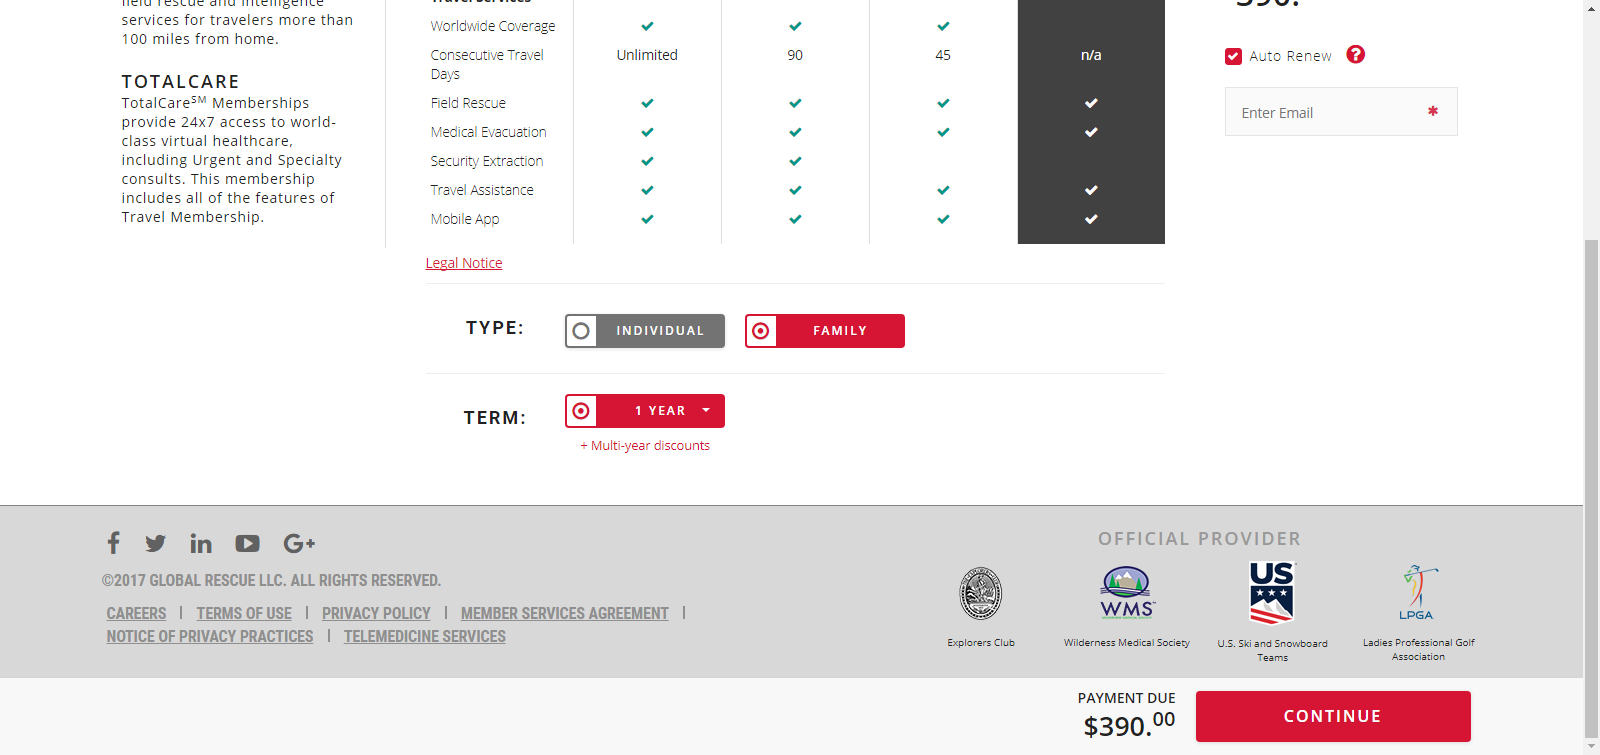 field rescue and intelligence
services for travelers more than
100 miles from home.
TOTALCARE
TotalCareSM Memberships
provide 24x7 access to world-
class virtual healthcare,
including Urgent and Specialty
consults. This membership
includes all of the features of
Travel Membership.
Travel Services
Worldwide Coverage
Consecutive Travel
Days
Unlimited
90
45
n/a
Field Rescue
Medical Evacuation
Security Extraction
Travel Assistance
Mobile App
Legal Notice
TYPE:
INDIVIDUAL
FAMILY
TERM:
1 YEAR
+ Multi-year discounts
390.
Auto Renew
?
Enter Email
*
©2017 GLOBAL RESCUE LLC. ALL RIGHTS RESERVED.
CAREERS | TERMS OF USE | PRIVACY POLICY | MEMBER SERVICES AGREEMENT |
NOTICE OF PRIVACY PRACTICES | TELEMEDICINE SERVICES
OFFICIAL PROVIDER
Explorers Club
WMS
Wilderness Medical Society
US
U.S. Ski and Snowboard
Teams
LPGA
Ladies Professional Golf
Association
PAYMENT DUE
$390.00
CONTINUE